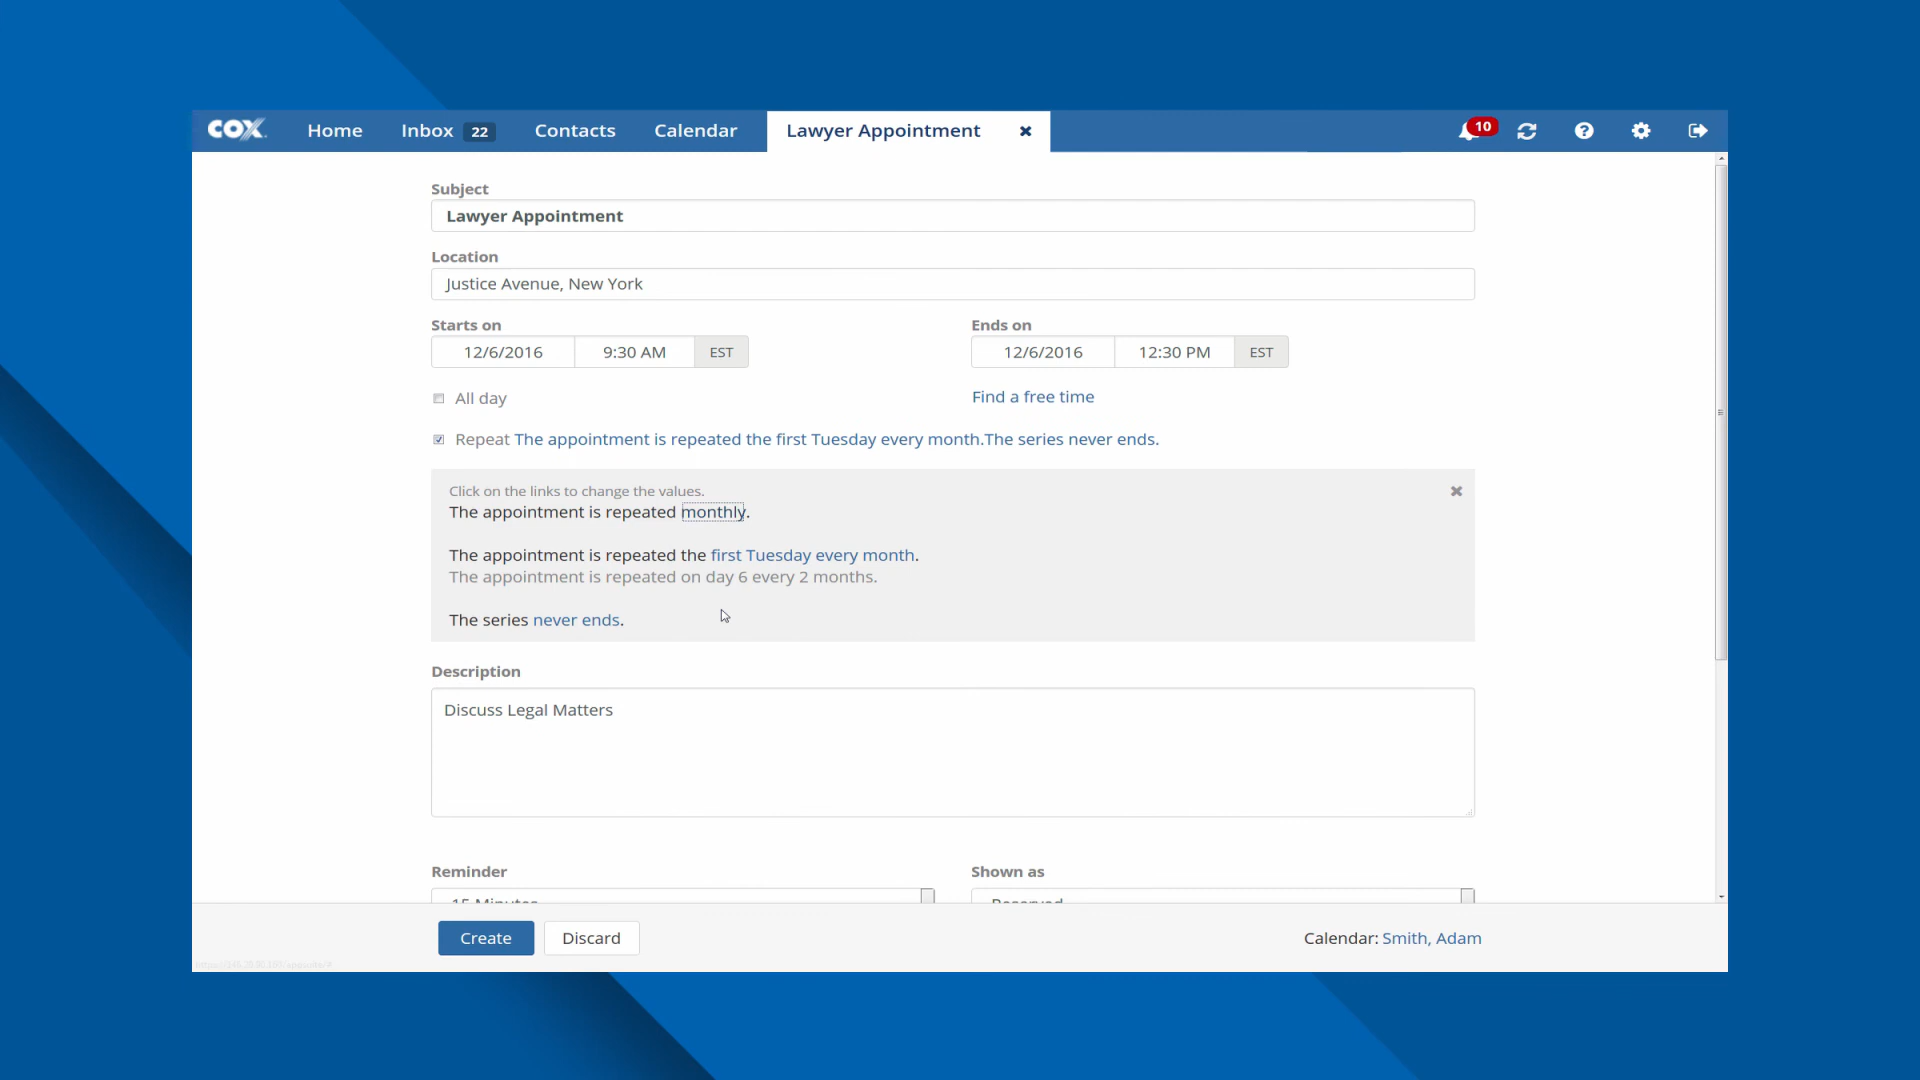 COX Home Inbox 22 Contacts Calendar Lawyer Appointment 10
Subject
Lawyer Appointment
Location
Justice Avenue, New York
Starts on Ends on
12/6/2016 9:30 AM EST 12/6/2016 12:30 PM EST
All day Find a free time
Repeat The appointment is repeated the first Tuesday every month.The series never ends.
Click on the links to change the values.
The appointment is repeated monthly.
The appointment is repeated the first Tuesday every month.
The appointment is repeated on day 6 every 2 months.
The series never ends.
Description
Discuss Legal Matters
Reminder Shown as
15 Minutes Reserved
Create Discard Calendar: Smith, Adam